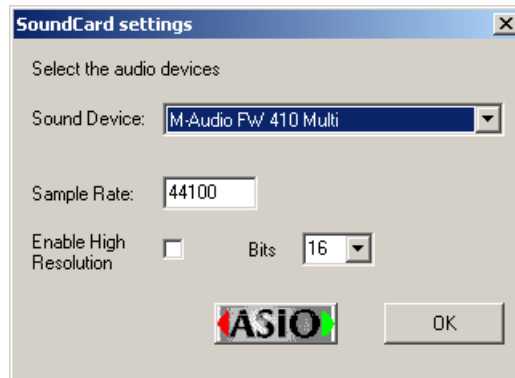 SoundCard settings
Select the audio devices
Sound Device: M-Audio FW 410 Multi
Sample Rate: 44100
Enable High Resolution
Bits 16
ASIO
OK